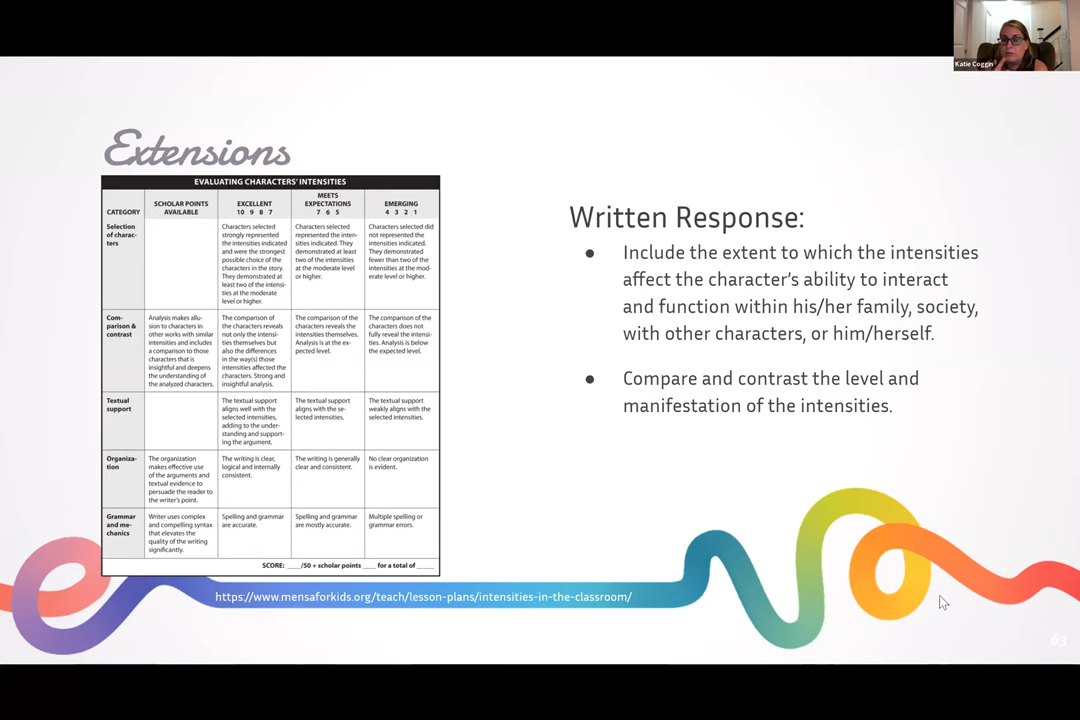 Katie Coggin
Extensions
EVALUATING CHARACTERS' INTENSITIES
CATEGORY
SCHOLAR POINTS
AVAILABLE
EXCELLENT
10 9 8 7
MEETS
EXPECTATIONS
7 6 5
EMERGING
4 3 2 1
Selection
of charac-
ters
Characters selected
strongly represented
the intensities indicated
and were the strongest
possible choice of the
characters in the story.
They demonstrated at
least two of the intensi-
ties at the moderate
level or higher.
Characters selected
represented the inten-
sities indicated. They
demonstrated at least
two of the intensities
at the moderate level
or higher.
Characters selected did
not represented the
intensities indicated.
They demonstrated
fewer than two of the
intensities at the mod-
erate level or higher.
Com-
parison &
contrast
Analysis makes allu-
sion to characters in
other works with similar
intensities and includes
a comparison to those
characters that is
insightful and deepens
the understanding of
the analyzed characters.
The comparison of
the characters reveals
not only the intensi-
ties themselves but
also the differences
in the way(s) those
intensities affected the
characters. Strong and
insightful analysis.
The comparison of the
characters reveals the
intensities themselves.
Analysis is at the ex-
pected level.
The comparison of the
characters does not
fully reveal the intensi-
ties. Analysis is below
the expected level.
Textual
support
The textual support
aligns well with the
selected intensities,
adding to the under-
standing and support-
ing the argument.
The textual support
aligns with the se-
lected intensities.
The textual support
weakly aligns with the
selected intensities.
Organiza-
tion
The organization
makes effective use
of the arguments and
textual evidence to
persuade the reader to
the writer's point.
The writing is clear,
logical and internally
consistent.
The writing is generally
clear and consistent.
No clear organization
is evident.
Grammar
and me-
chanics
Writer uses complex
and compelling syntax
that elevates the
quality of the writing
significantly.
Spelling and grammar
are accurate.
Spelling and grammar
are mostly accurate.
Multiple spelling or
grammar errors.
SCORE: ____/50 + scholar points ____ for a total of _____
Written Response:
● Include the extent to which the intensities
affect the character's ability to interact
and function within his/her family, society,
with other characters, or him/herself.
● Compare and contrast the level and
manifestation of the intensities.
https://www.mensaforkids.org/teach/lesson-plans/intensities-in-the-classroom/
63